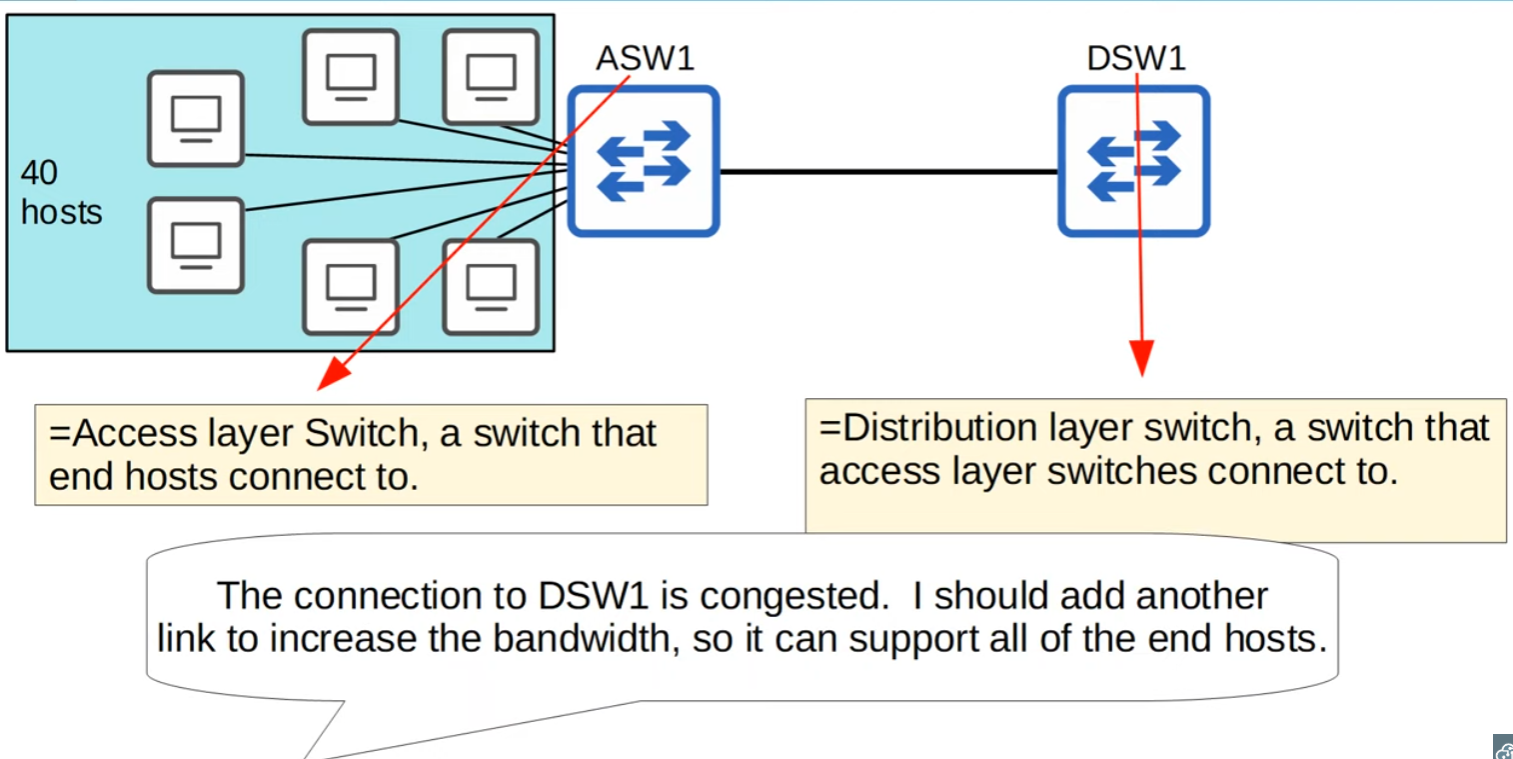 ASW1
DSW1
40
hosts
=Access layer Switch, a switch that
end hosts connect to.
=Distribution layer switch, a switch that
access layer switches connect to.
The connection to DSW1 is congested.  I should add another
link to increase the bandwidth, so it can support all of the end hosts.